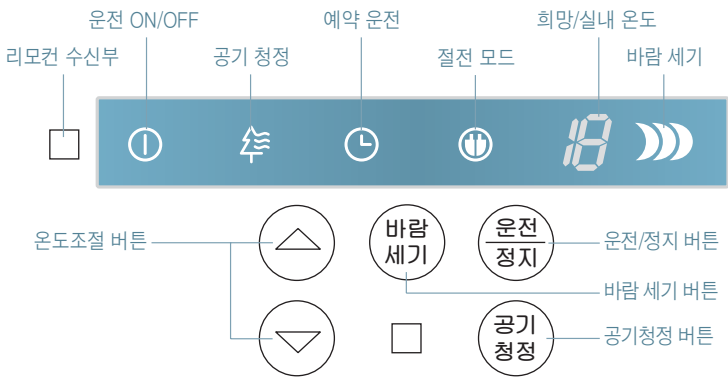 운전 ON/OFF
예약 운전
희망/실내 온도
리모컨 수신부
공기 청정
절전 모드
바람 세기
18
온도조절 버튼
바람
세기
운전
정지
운전/정지 버튼
바람 세기 버튼
공기
청정
공기청정 버튼